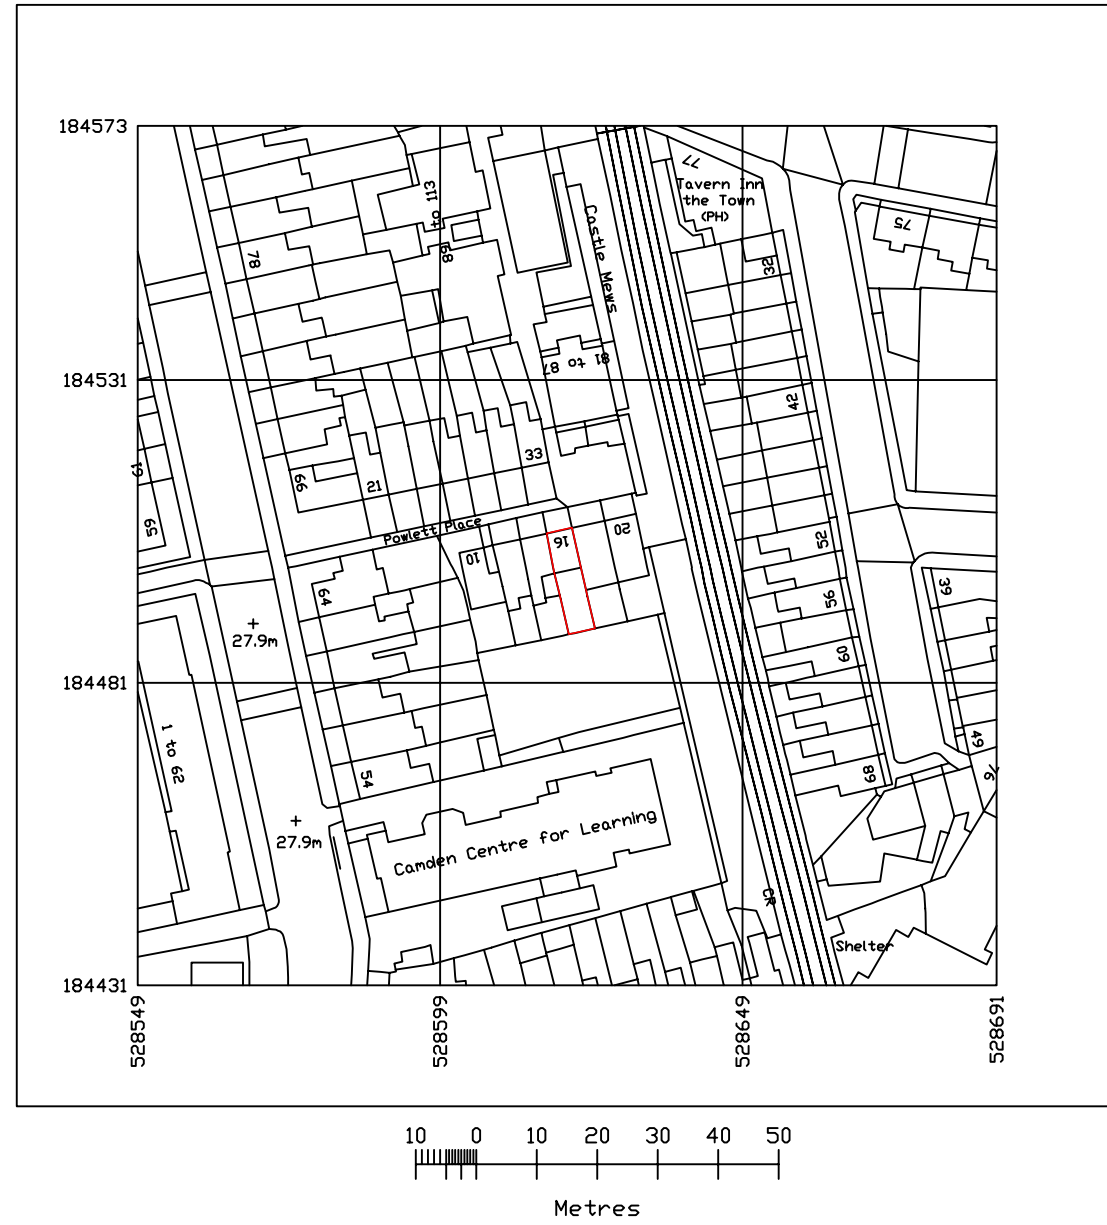 184573
77
Tavern Inn
the Town
(PH)
75
89 to 113
Castle Mews
78
32
184531
81 to 87
42
61
33
66
21
59
Powlett Place
16
20
52
10
39
64
56
27.9m
60
184481
1 to 62
49
54
68
76
27.9m
Camden Centre for Learning
CR
Shelter
184431
528549
528599
528649
528691
10 0 10 20 30 40 50
Metres